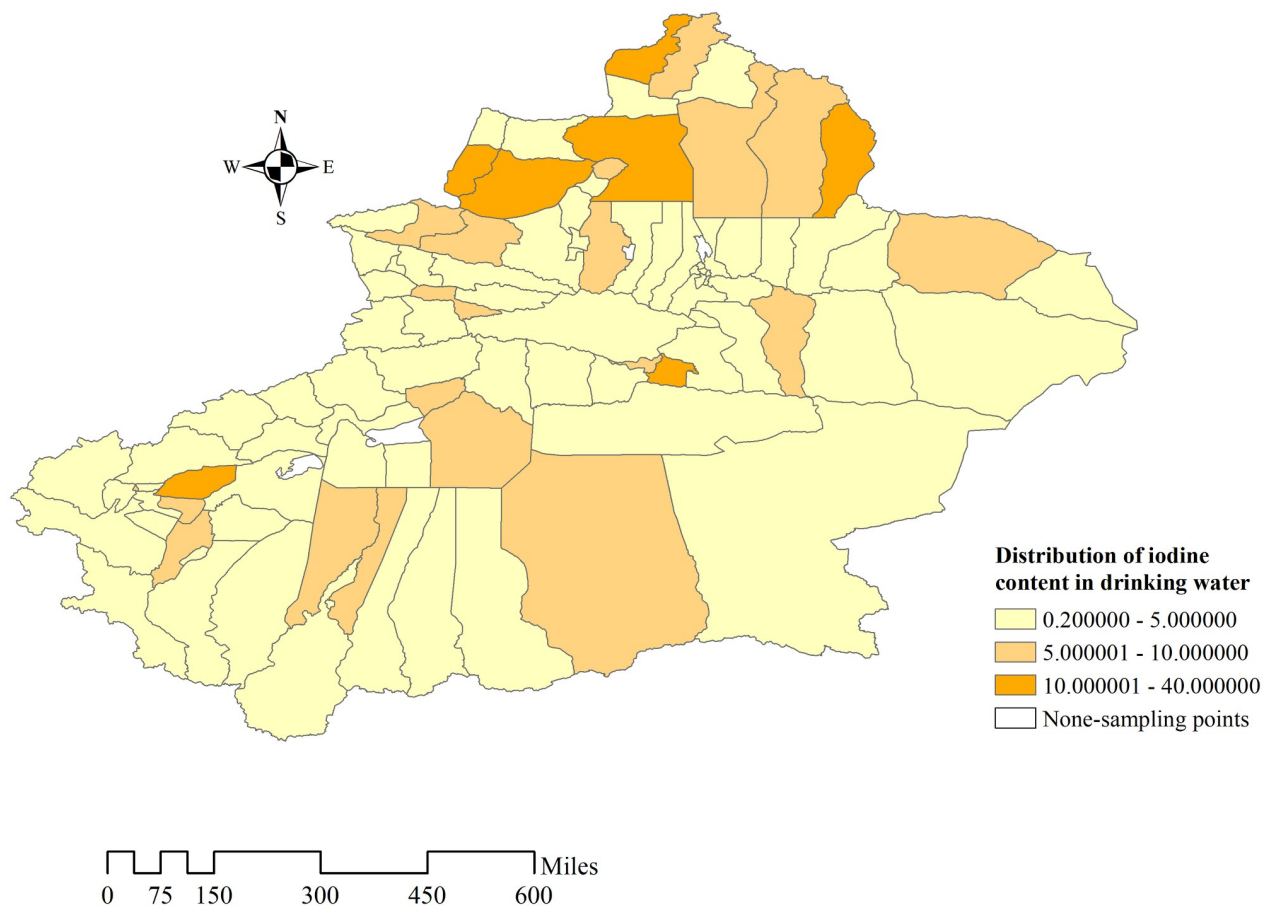 N
W E
S
Distribution of iodine
content in drinking water
0.200000 - 5.000000
5.000001 - 10.000000
10.000001 - 40.000000
None-sampling points
Miles
0 75 150 300 450 600